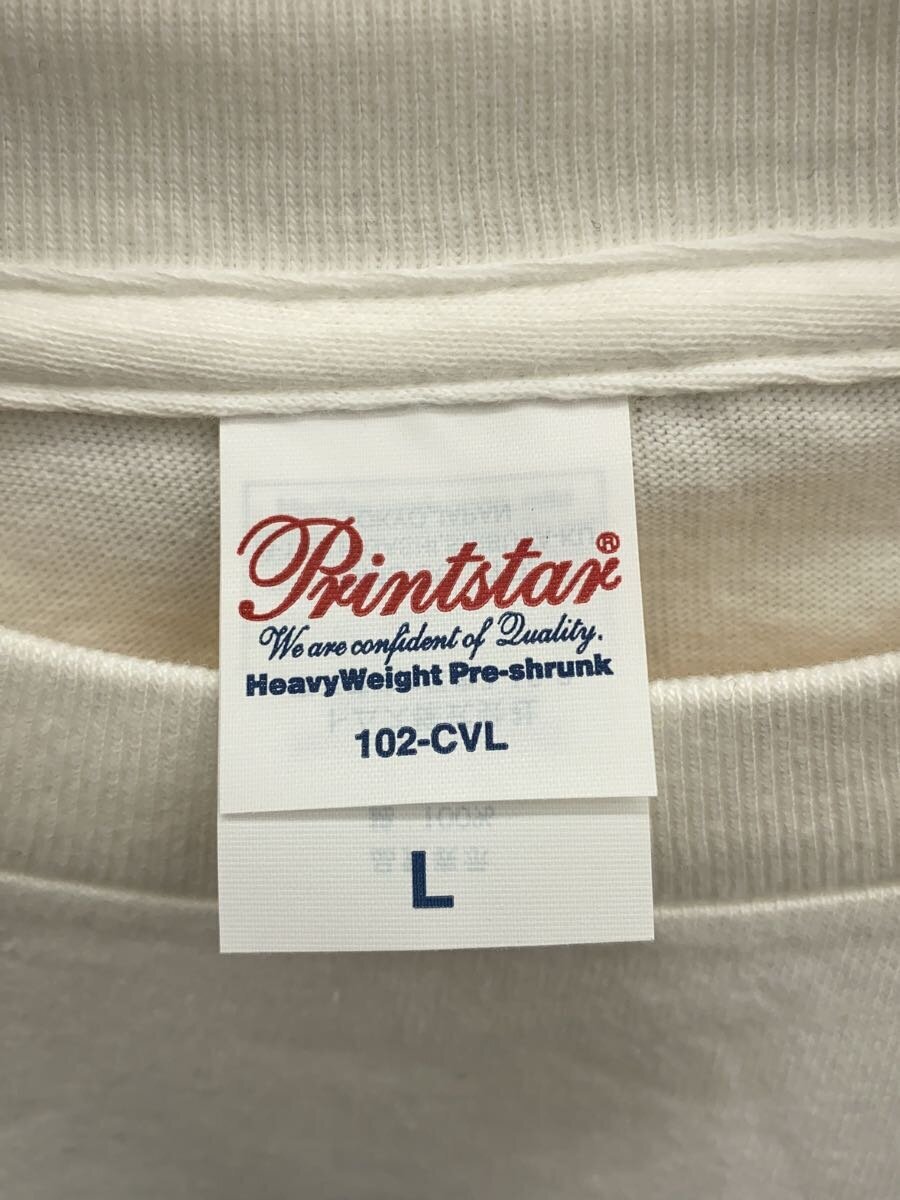 Printstar®
We are confident of Quality.
HeavyWeight Pre-shrunk
102-CVL
L